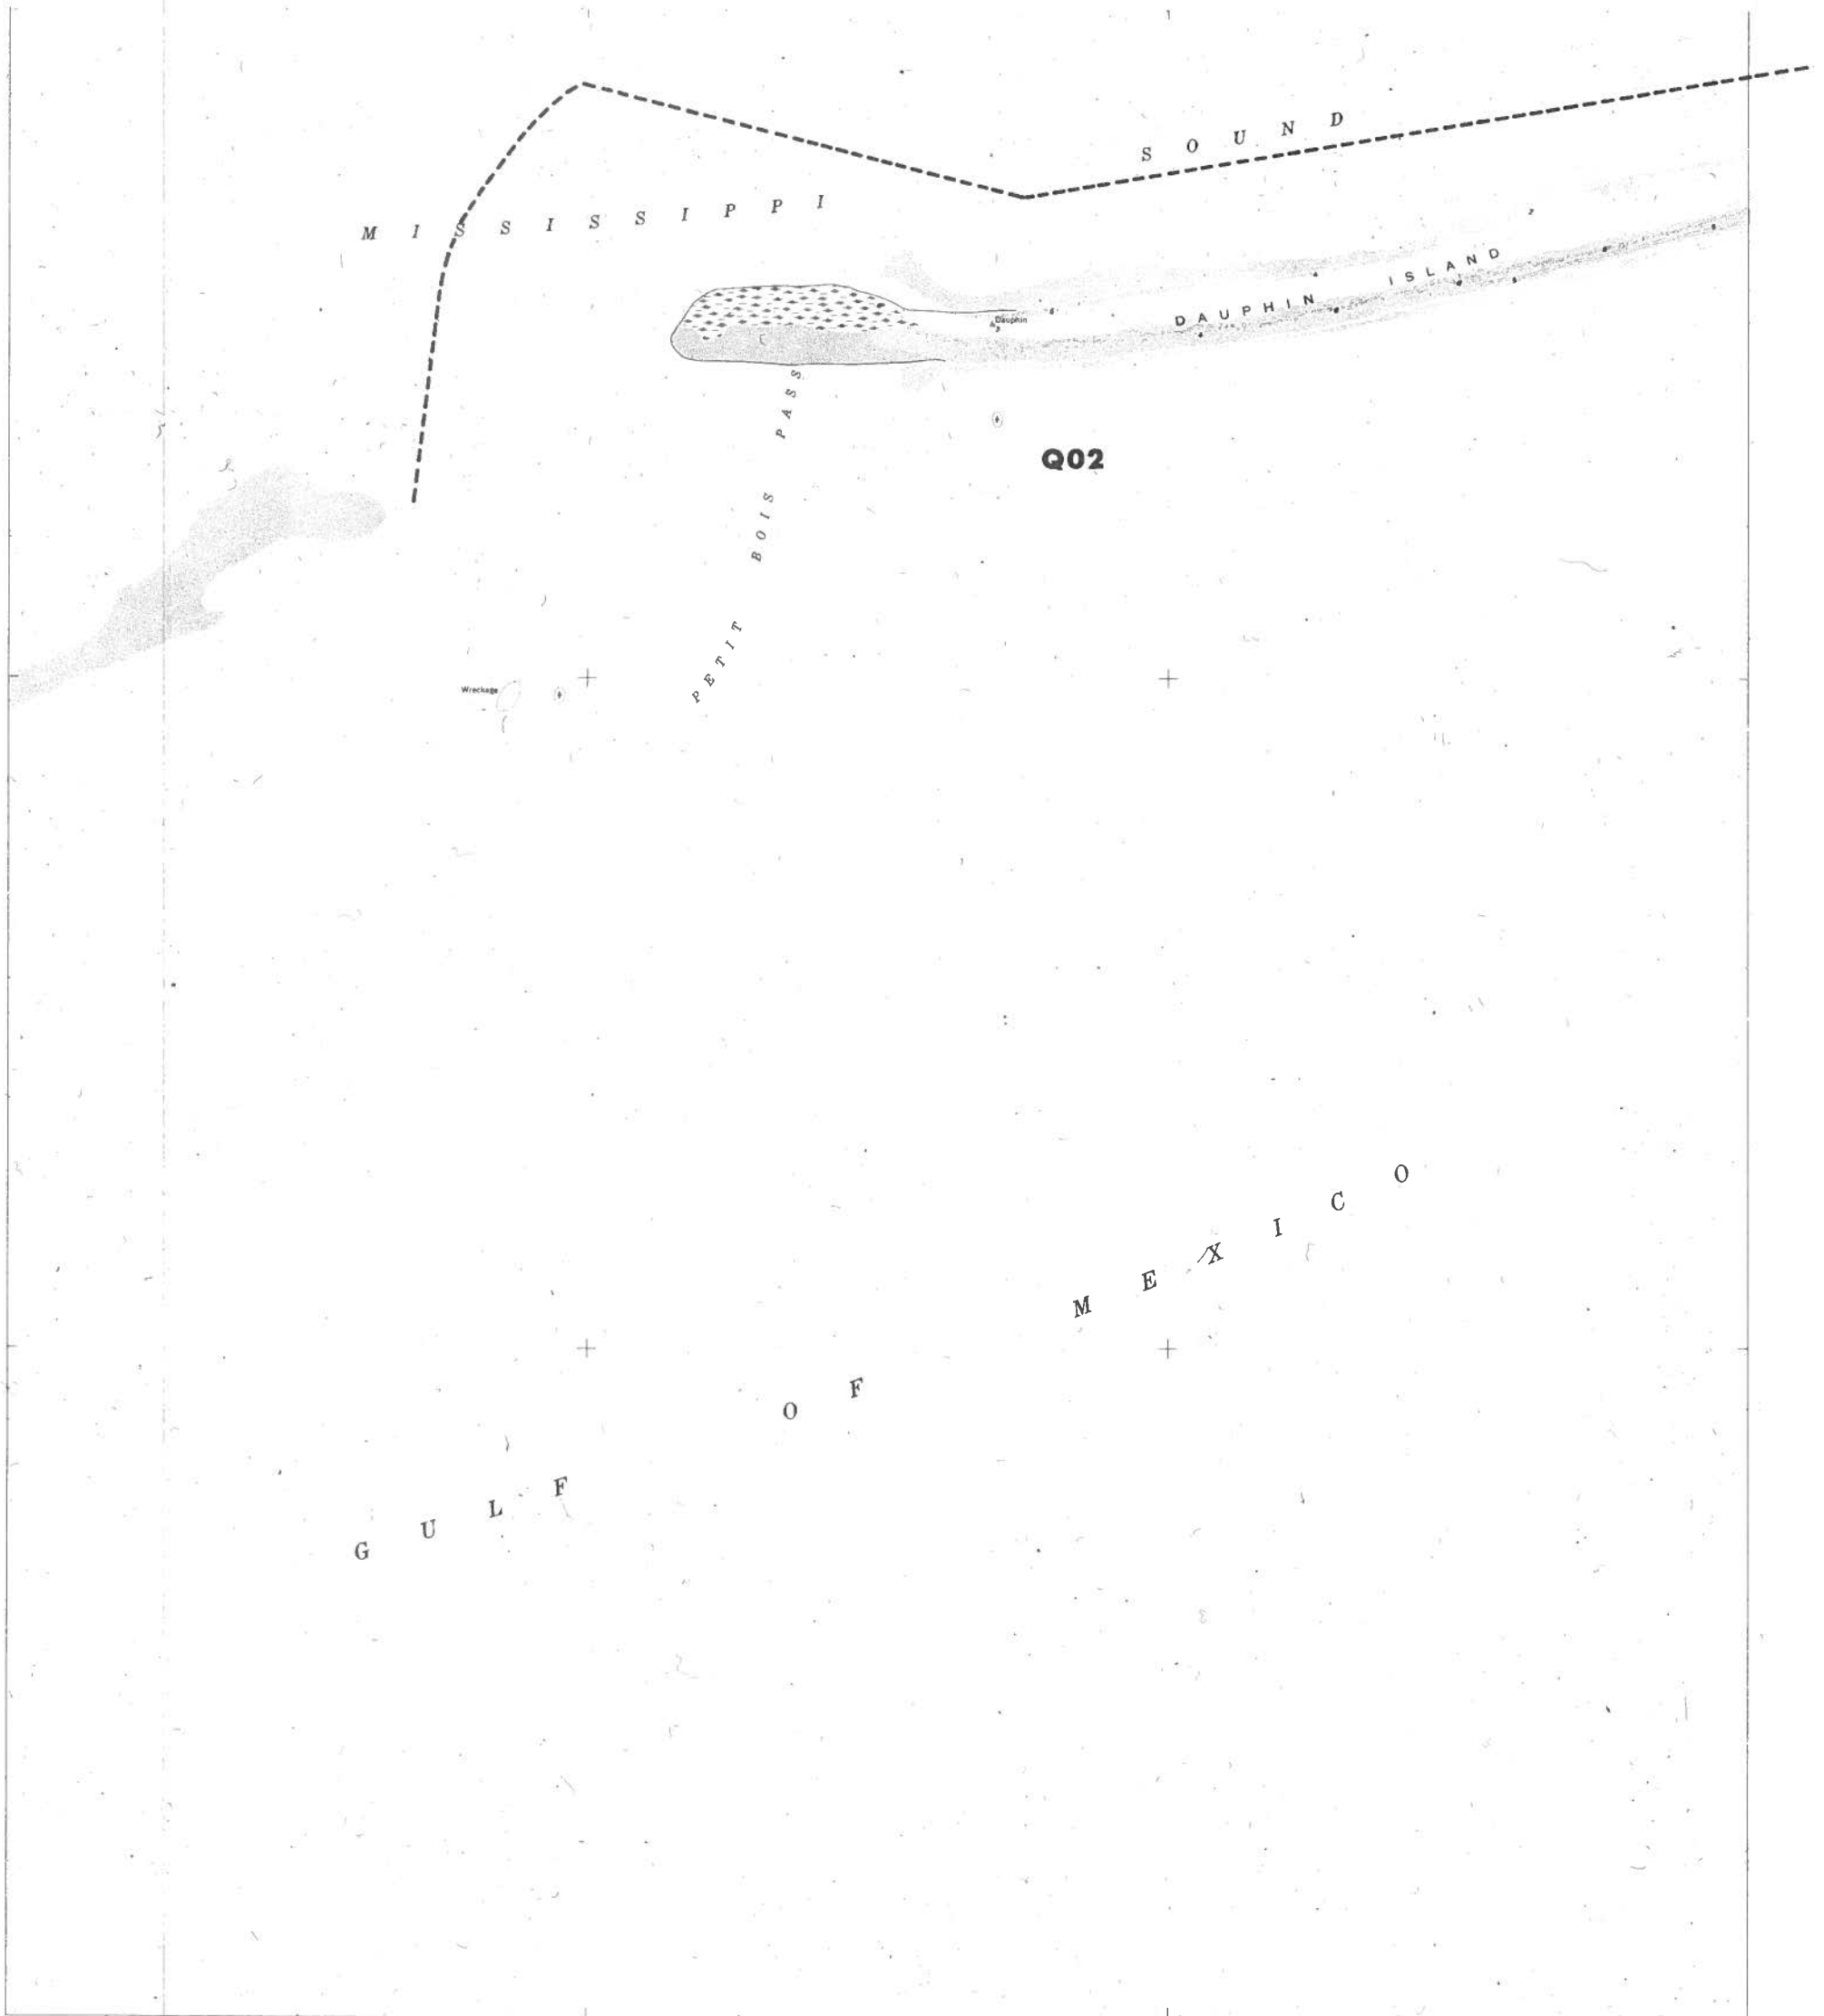 SOUND
MISSISSIPPI
DAUPHIN ISLAND
Dauphin
PETIT BOIS PASS
Q02
Wreckage
GULF OF MEXICO